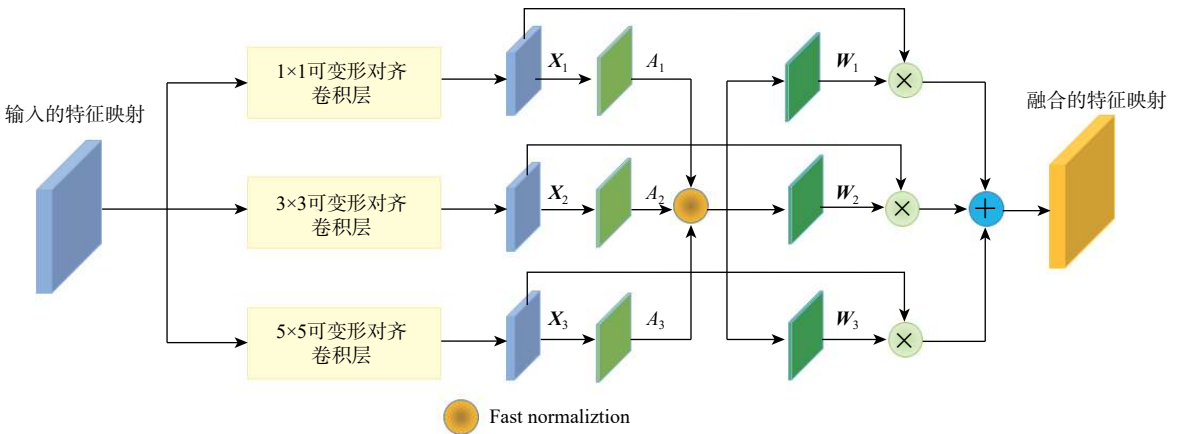 输入的特征映射
1×1可变形对齐
卷积层
3×3可变形对齐
卷积层
5×5可变形对齐
卷积层
X₁
A₁
W₁
×
X₂
A₂
W₂
×
X₃
A₃
W₃
×
+
融合的特征映射
Fast normaliztion